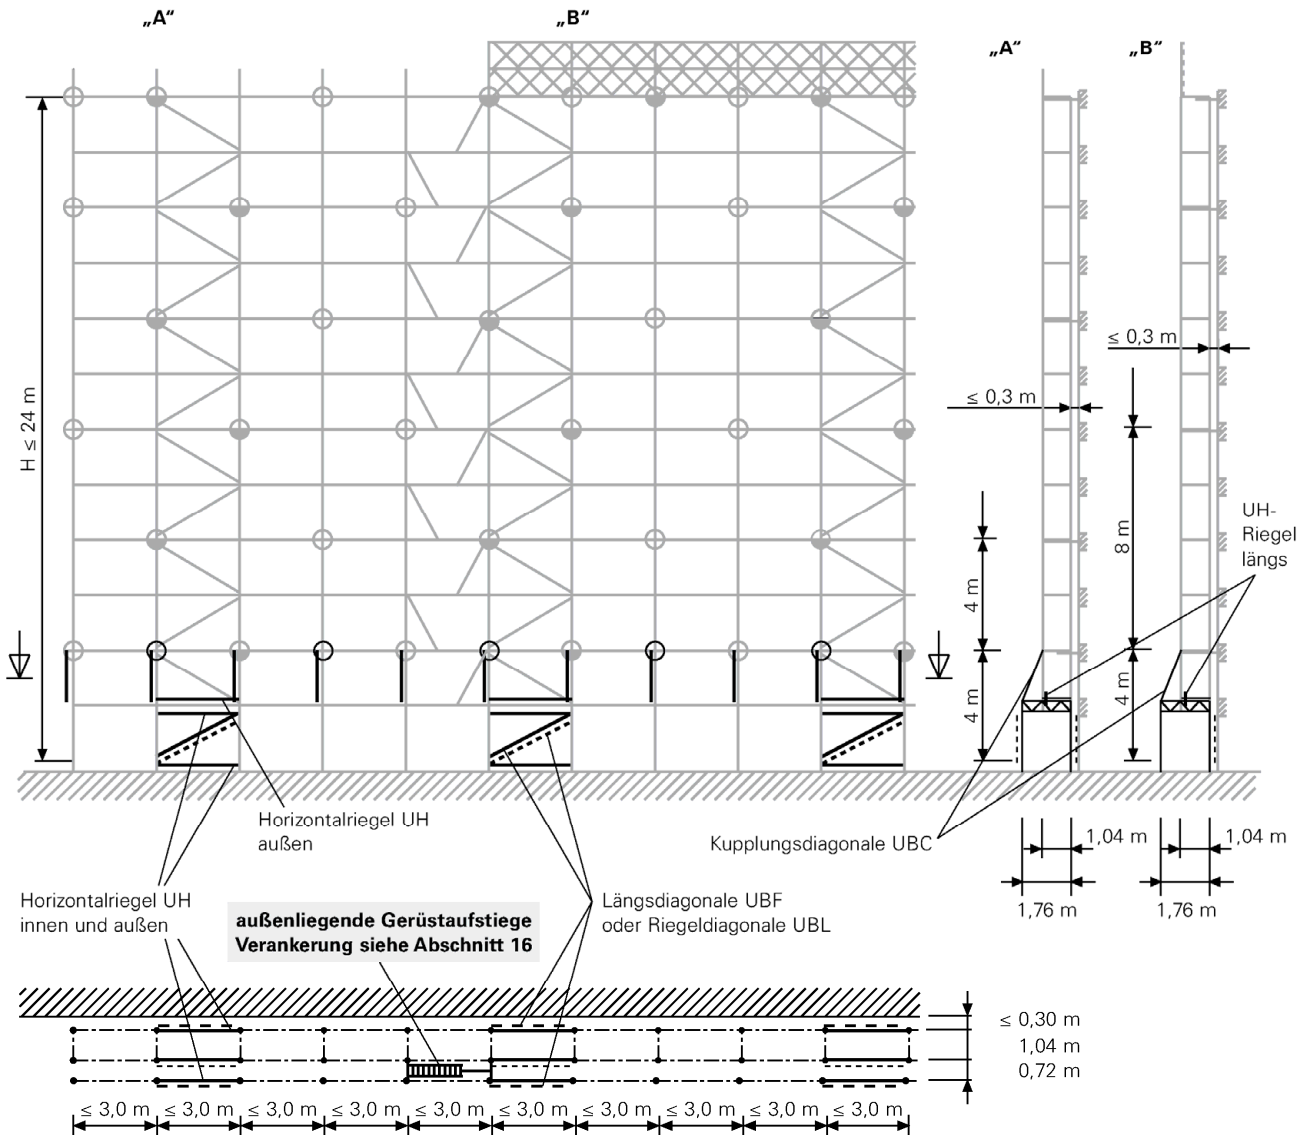 „A“
„B“
„A“
„B“
H ≤ 24 m
≤ 0,3 m
≤ 0,3 m
8 m
4 m
4 m
4 m
UH-
Riegel
längs
Horizontalriegel UH
außen
Kupplungsdiagonale UBC
1,04 m
1,04 m
1,76 m
1,76 m
Horizontalriegel UH
innen und außen
außenliegende Gerüstaufstiege
Verankerung siehe Abschnitt 16
Längsdiagonale UBF
oder Riegeldiagonale UBL
≤ 0,30 m
1,04 m
0,72 m
≤ 3,0 m
≤ 3,0 m
≤ 3,0 m
≤ 3,0 m
≤ 3,0 m
≤ 3,0 m
≤ 3,0 m
≤ 3,0 m
≤ 3,0 m
≤ 3,0 m